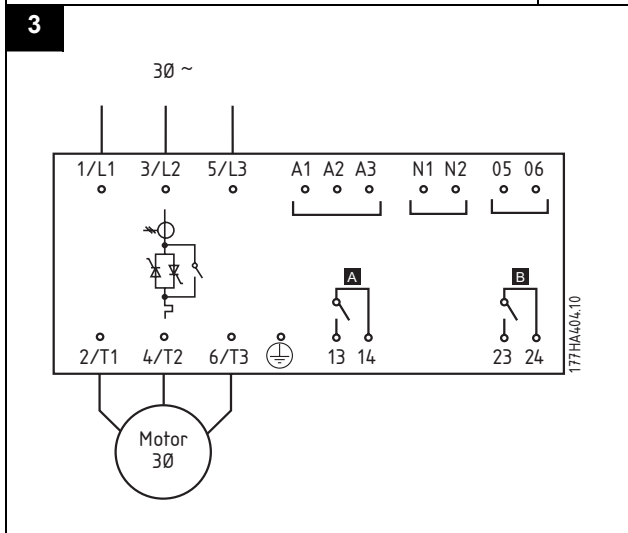 3
3Ø ~
1/L1 3/L2 5/L3 A1 A2 A3 N1 N2 05 06
A B
2/T1 4/T2 6/T3 13 14 23 24
177HA404.10
Motor
3Ø